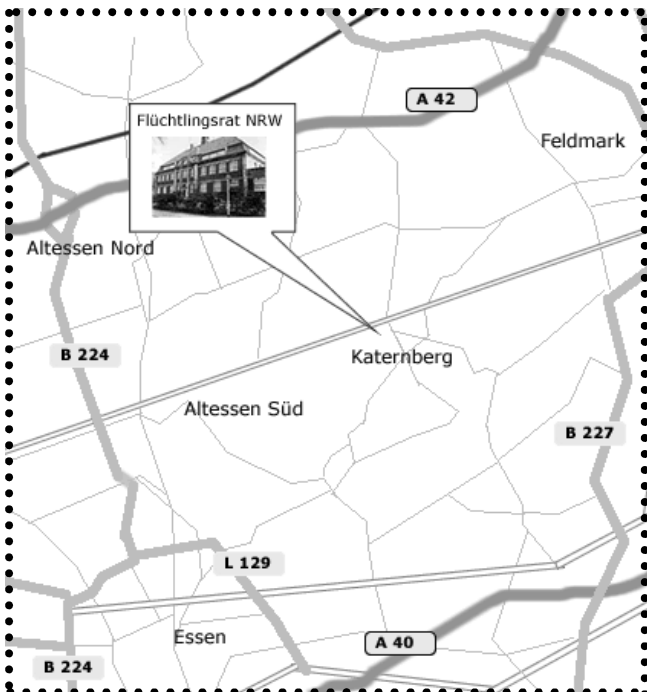 A 42
Flüchtlingsrat NRW
Feldmark
Altessen Nord
B 224
Katernberg
Altessen Süd
B 227
L 129
Essen
A 40
B 224